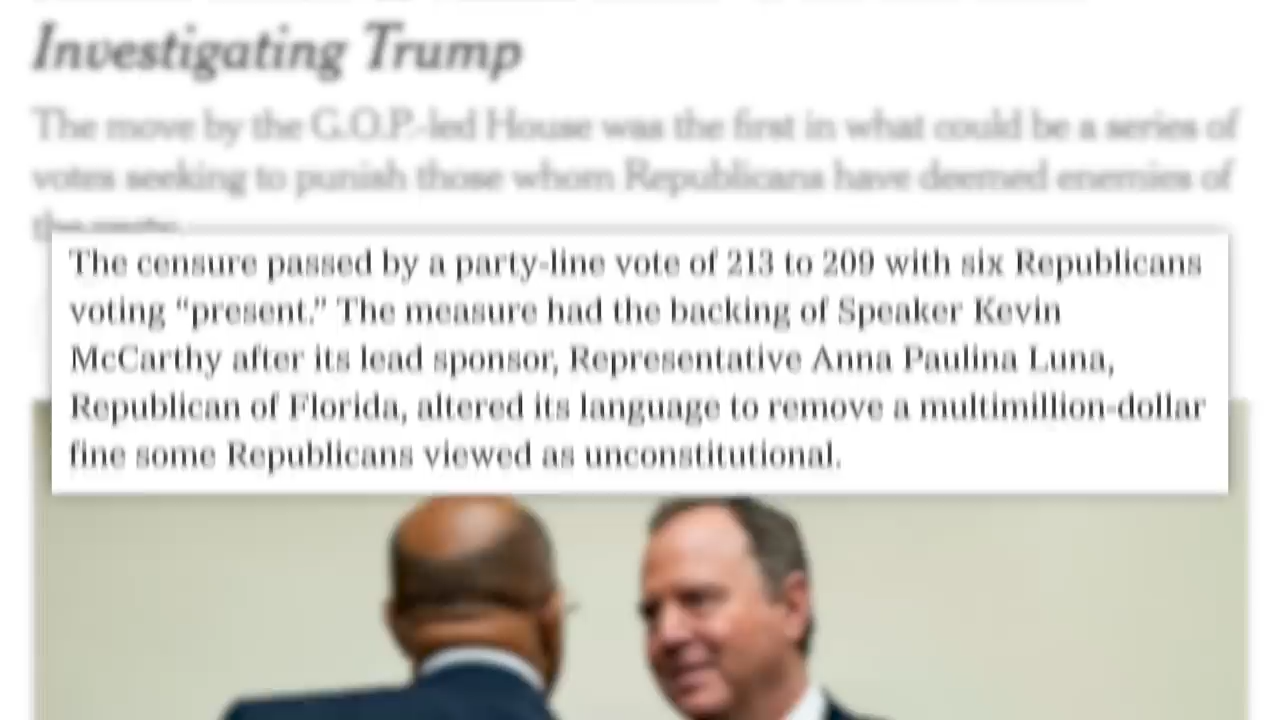 Investigating Trump
The move by the G.O.P.-led House was the first in what could be a series of
votes seeking to punish those whom Republicans have deemed enemies of
the party.
The censure passed by a party-line vote of 213 to 209 with six Republicans
voting “present.” The measure had the backing of Speaker Kevin
McCarthy after its lead sponsor, Representative Anna Paulina Luna,
Republican of Florida, altered its language to remove a multimillion-dollar
fine some Republicans viewed as unconstitutional.